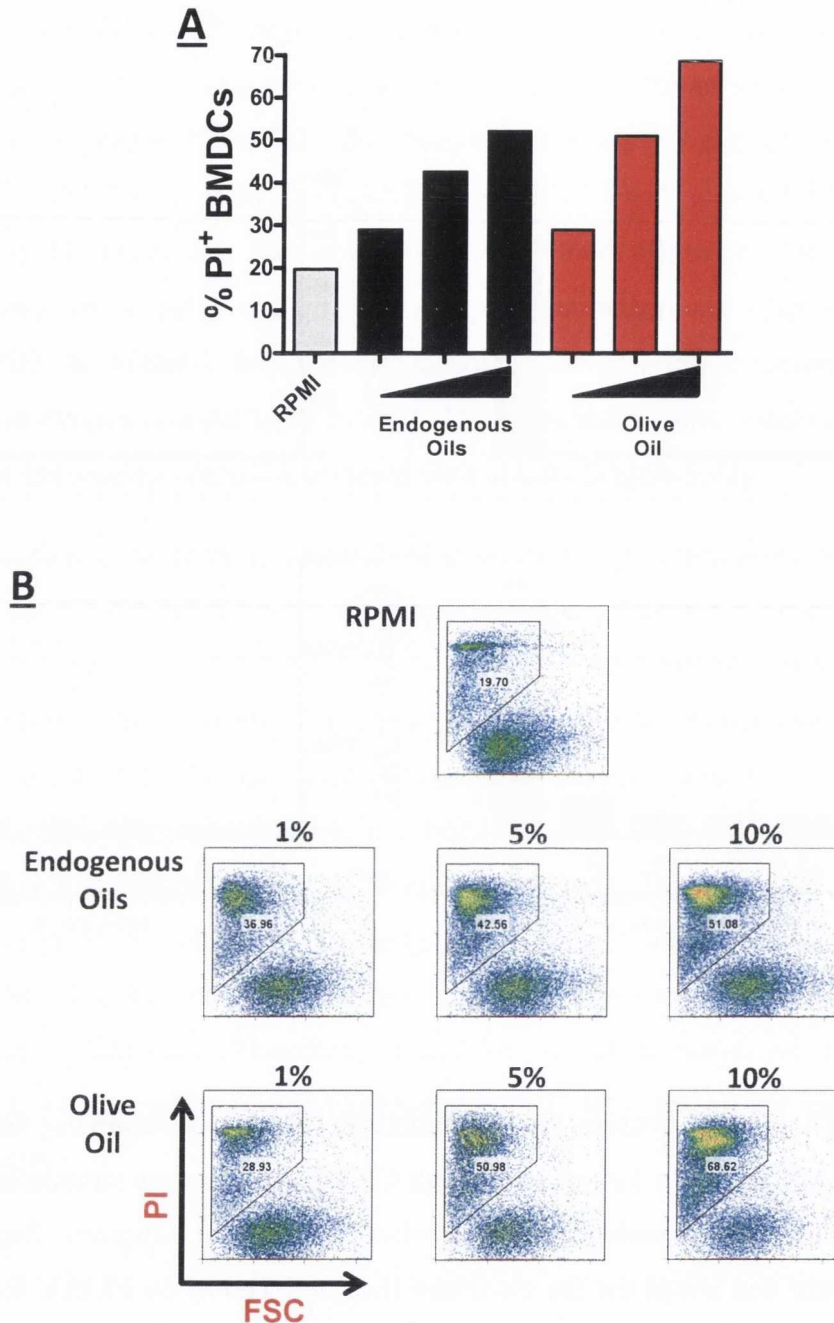 A
% PI+ BMDCs
70
60
50
40
30
20
10
0
RPMI
Endogenous
Oils
Olive
Oil
B
RPMI
19.70
Endogenous
Oils
1%
5%
10%
36.96
42.56
51.08
Olive
Oil
1%
5%
10%
28.93
50.98
68.62
PI
FSC